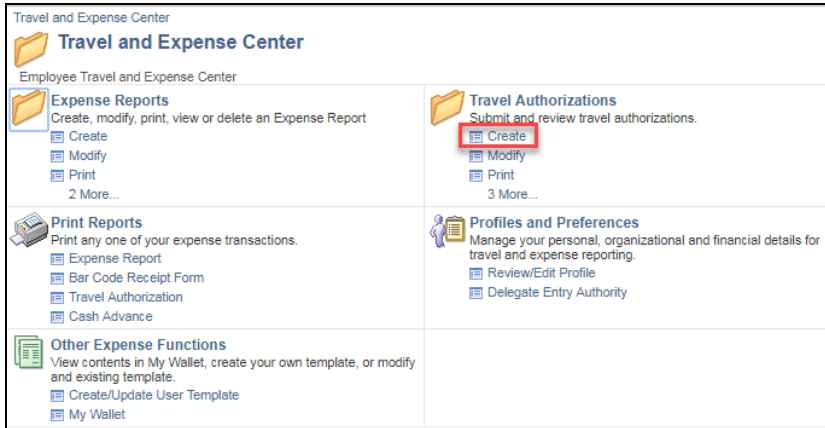 Travel and Expense Center
Travel and Expense Center
Employee Travel and Expense Center
Expense Reports
Create, modify, print, view or delete an Expense Report
Create
Modify
Print
2 More...
Travel Authorizations
Submit and review travel authorizations.
Create
Modify
Print
3 More...
Print Reports
Print any one of your expense transactions.
Expense Report
Bar Code Receipt Form
Travel Authorization
Cash Advance
Profiles and Preferences
Manage your personal, organizational and financial details for
travel and expense reporting.
Review/Edit Profile
Delegate Entry Authority
Other Expense Functions
View contents in My Wallet, create your own template, or modify
and existing template.
Create/Update User Template
My Wallet